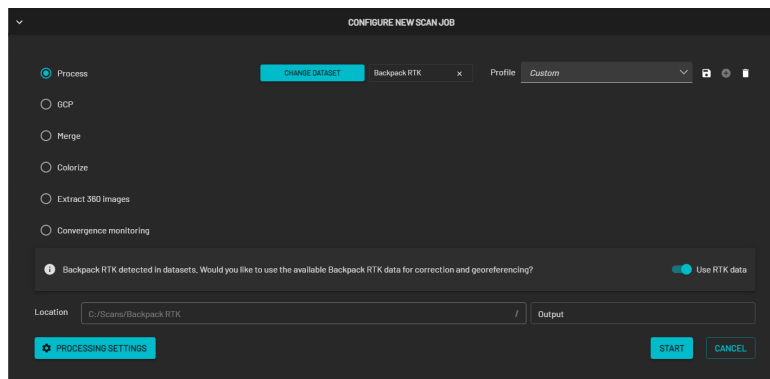 CONFIGURE NEW SCAN JOB
Process
CHANGE DATASET
Backpack RTK
×
Profile
Custom
GCP
Merge
Colorize
Extract 360 images
Convergence monitoring
Backpack RTK detected in datasets. Would you like to use the available Backpack RTK data for correction and georeferencing?
Use RTK data
Location
C:/Scans/Backpack RTK
/
Output
PROCESSING SETTINGS
START
CANCEL